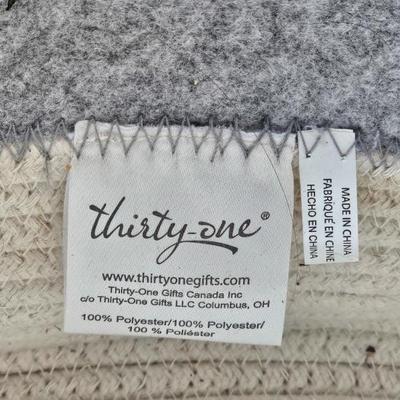 thirty-one®
www.thirtyonegifts.com
Thirty-One Gifts Canada Inc
c/o Thirty-One Gifts LLC Columbus, OH
100% Polyester/100% Polyester/
100 % Poliéster
MADE IN CHINA
FABRIQUÉ EN CHINE
HECHO EN CHINA